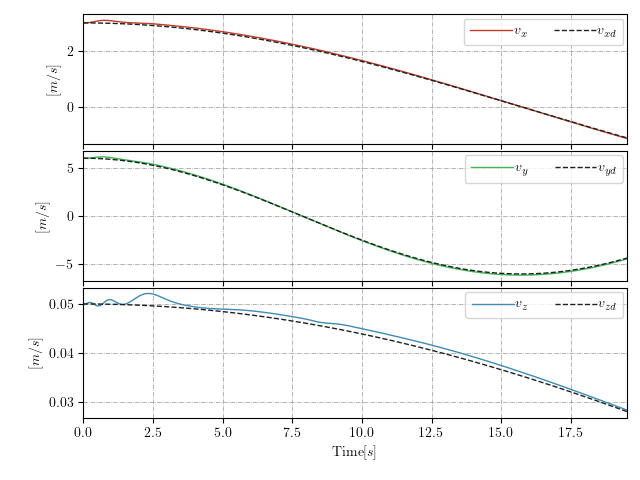 v_x v_xd
2
0
[m/s]
v_y v_yd
5
0
−5
[m/s]
v_z v_zd
0.05
0.04
0.03
[m/s]
0.0 2.5 5.0 7.5 10.0 12.5 15.0 17.5
Time[s]